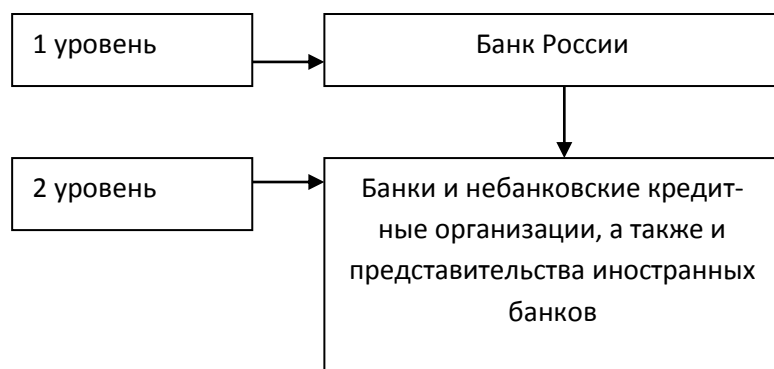 1 уровень
Банк России
2 уровень
Банки и небанковские кредит-
ные организации, а также и
представительства иностранных
банков